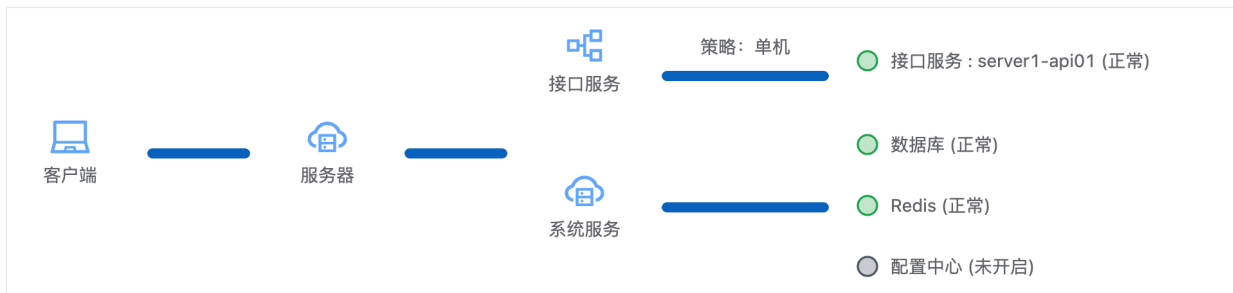 策略：单机
接口服务 : server1-api01 (正常)
接口服务
数据库 (正常)
客户端
服务器
Redis (正常)
系统服务
配置中心 (未开启)